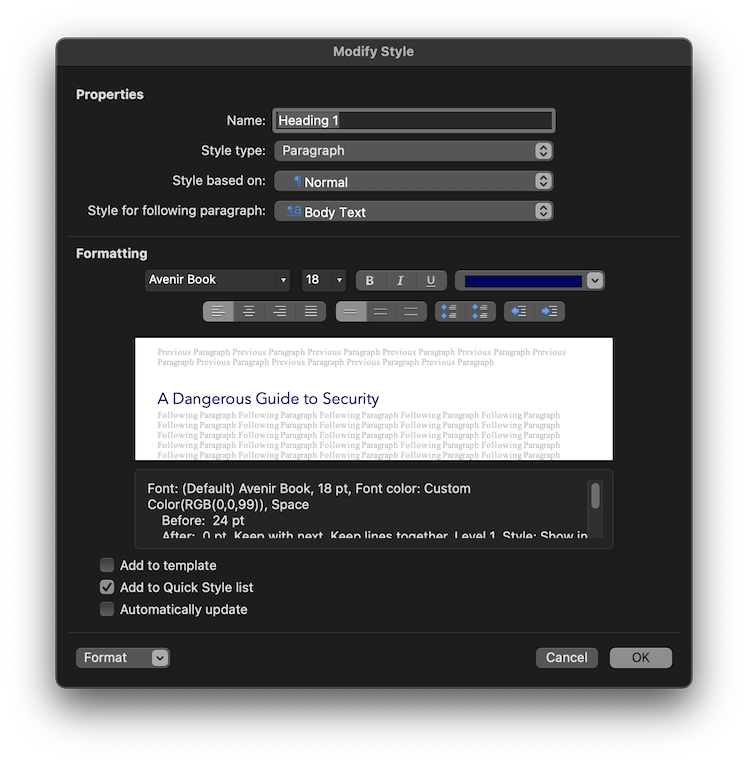 Modify Style
Properties
Name: Heading 1
Style type: Paragraph
Style based on: ¶ Normal
Style for following paragraph: ¶a Body Text
Formatting
Avenir Book 18 B I U
Previous Paragraph Previous Paragraph Previous Paragraph Previous Paragraph Previous Paragraph Previous
Paragraph Previous Paragraph Previous Paragraph Previous Paragraph Previous Paragraph
A Dangerous Guide to Security
Following Paragraph Following Paragraph Following Paragraph Following Paragraph Following Paragraph
Following Paragraph Following Paragraph Following Paragraph Following Paragraph Following Paragraph
Following Paragraph Following Paragraph Following Paragraph Following Paragraph Following Paragraph
Following Paragraph Following Paragraph Following Paragraph Following Paragraph Following Paragraph
Following Paragraph Following Paragraph Following Paragraph Following Paragraph Following Paragraph
Font: (Default) Avenir Book, 18 pt, Font color: Custom
Color(RGB(0,0,99)), Space
Before: 24 pt
After: 0 pt, Keep with next, Keep lines together, Level 1, Style: Show in
Add to template
Add to Quick Style list
Automatically update
Format Cancel OK